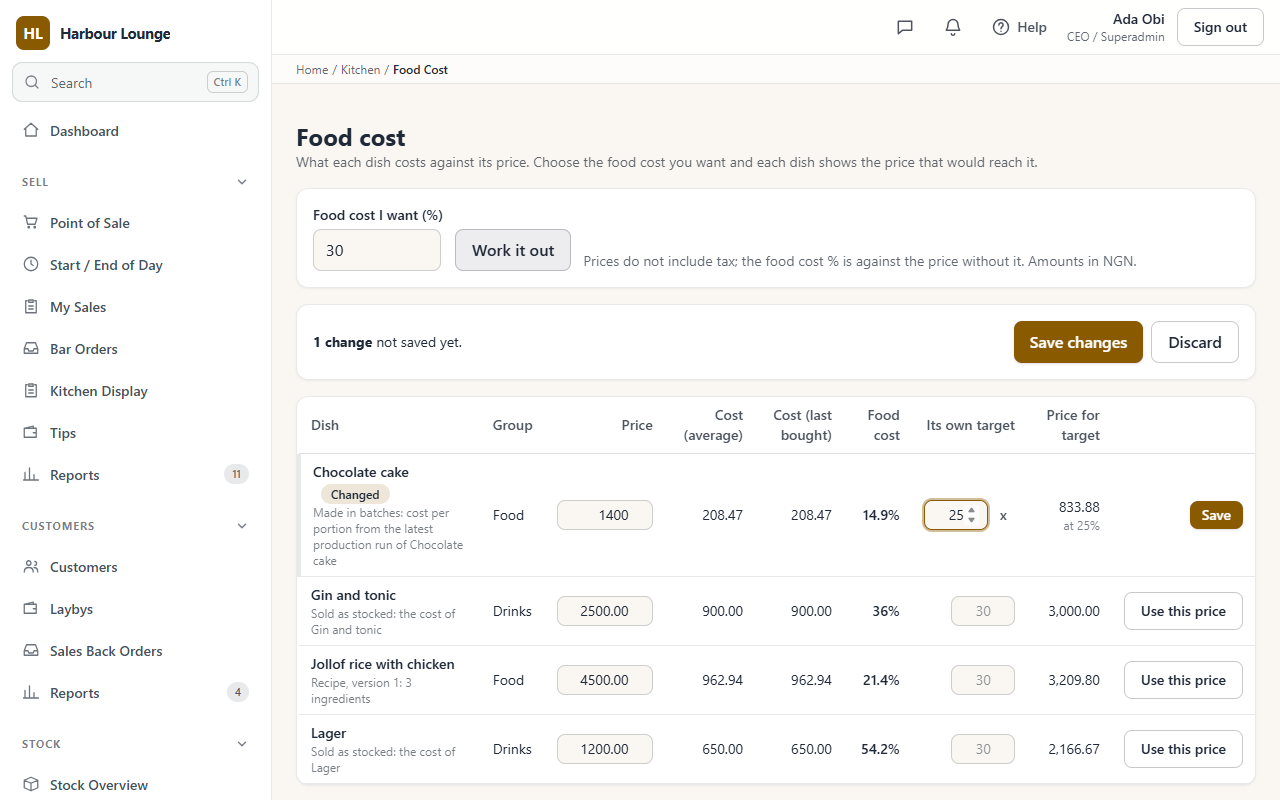 HL Harbour Lounge
Search Ctrl K
Dashboard
SELL
Point of Sale
Start / End of Day
My Sales
Bar Orders
Kitchen Display
Tips
Reports 11
CUSTOMERS
Customers
Laybys
Sales Back Orders
Reports 4
STOCK
Stock Overview
Help
Ada Obi
CEO / Superadmin
Sign out
Home / Kitchen / Food Cost
Food cost
What each dish costs against its price. Choose the food cost you want and each dish shows the price that would reach it.
Food cost I want (%)
30 Work it out Prices do not include tax; the food cost % is against the price without it. Amounts in NGN.
1 change not saved yet. Save changes Discard
Dish Group Price Cost (average) Cost (last bought) Food cost Its own target Price for target
Chocolate cake
Changed
Made in batches: cost per
portion from the latest
production run of Chocolate
cake
Food 1400 208.47 208.47 14.9% 25 x 833.88
at 25%
Save
Gin and tonic
Sold as stocked: the cost of
Gin and tonic
Drinks 2500.00 900.00 900.00 36% 30 3,000.00 Use this price
Jollof rice with chicken
Recipe, version 1: 3
ingredients
Food 4500.00 962.94 962.94 21.4% 30 3,209.80 Use this price
Lager
Sold as stocked: the cost of
Lager
Drinks 1200.00 650.00 650.00 54.2% 30 2,166.67 Use this price